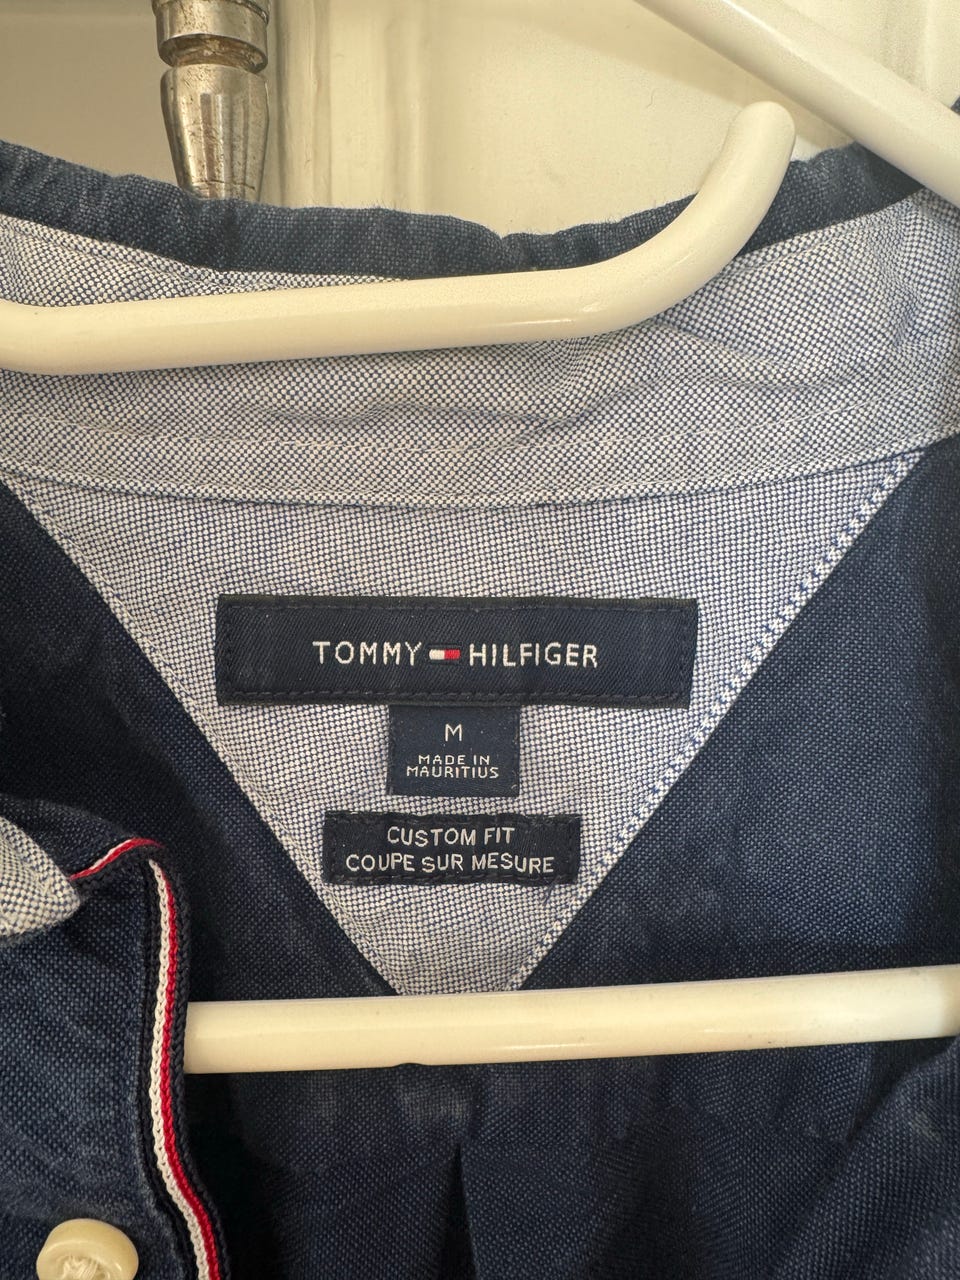 TOMMY HILFIGER
M
MADE IN
MAURITIUS
CUSTOM FIT
COUPE SUR MESURE